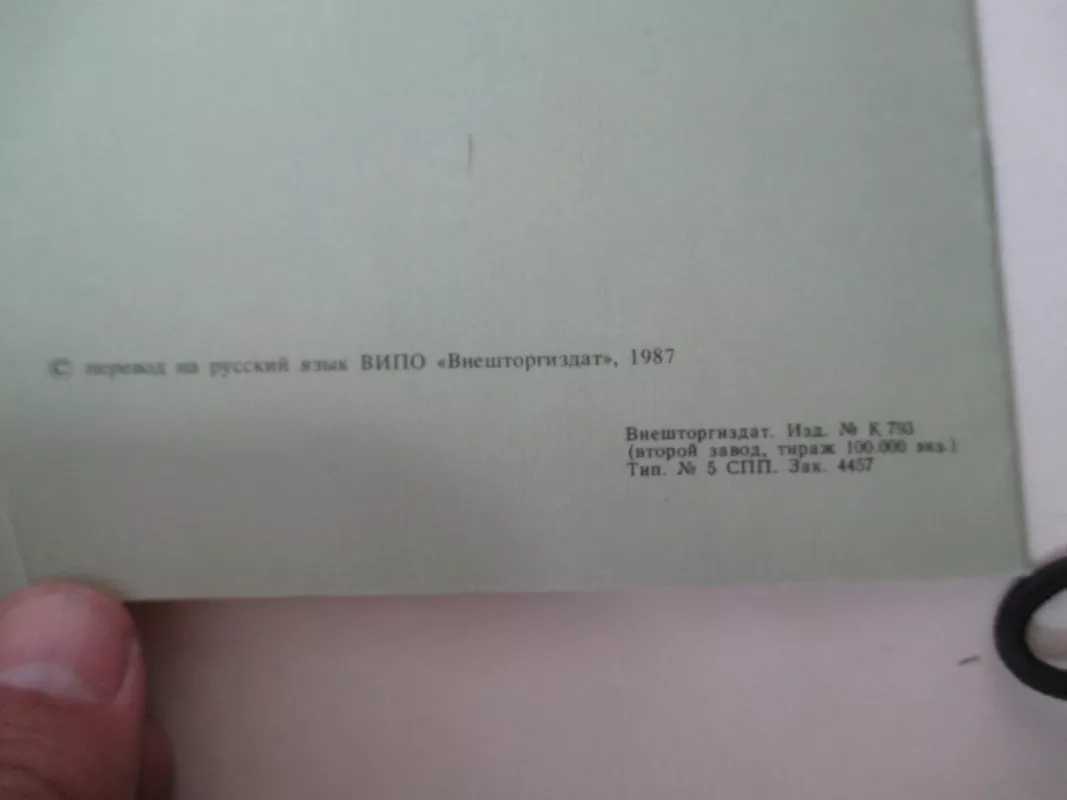 © перевод на русский язык ВИПО «Внешторгиздат», 1987
Внешторгиздат. Изд. № К 793
(второй завод, тираж 100.000 экз.)
Тип. № 5 СПП. Зак. 4457